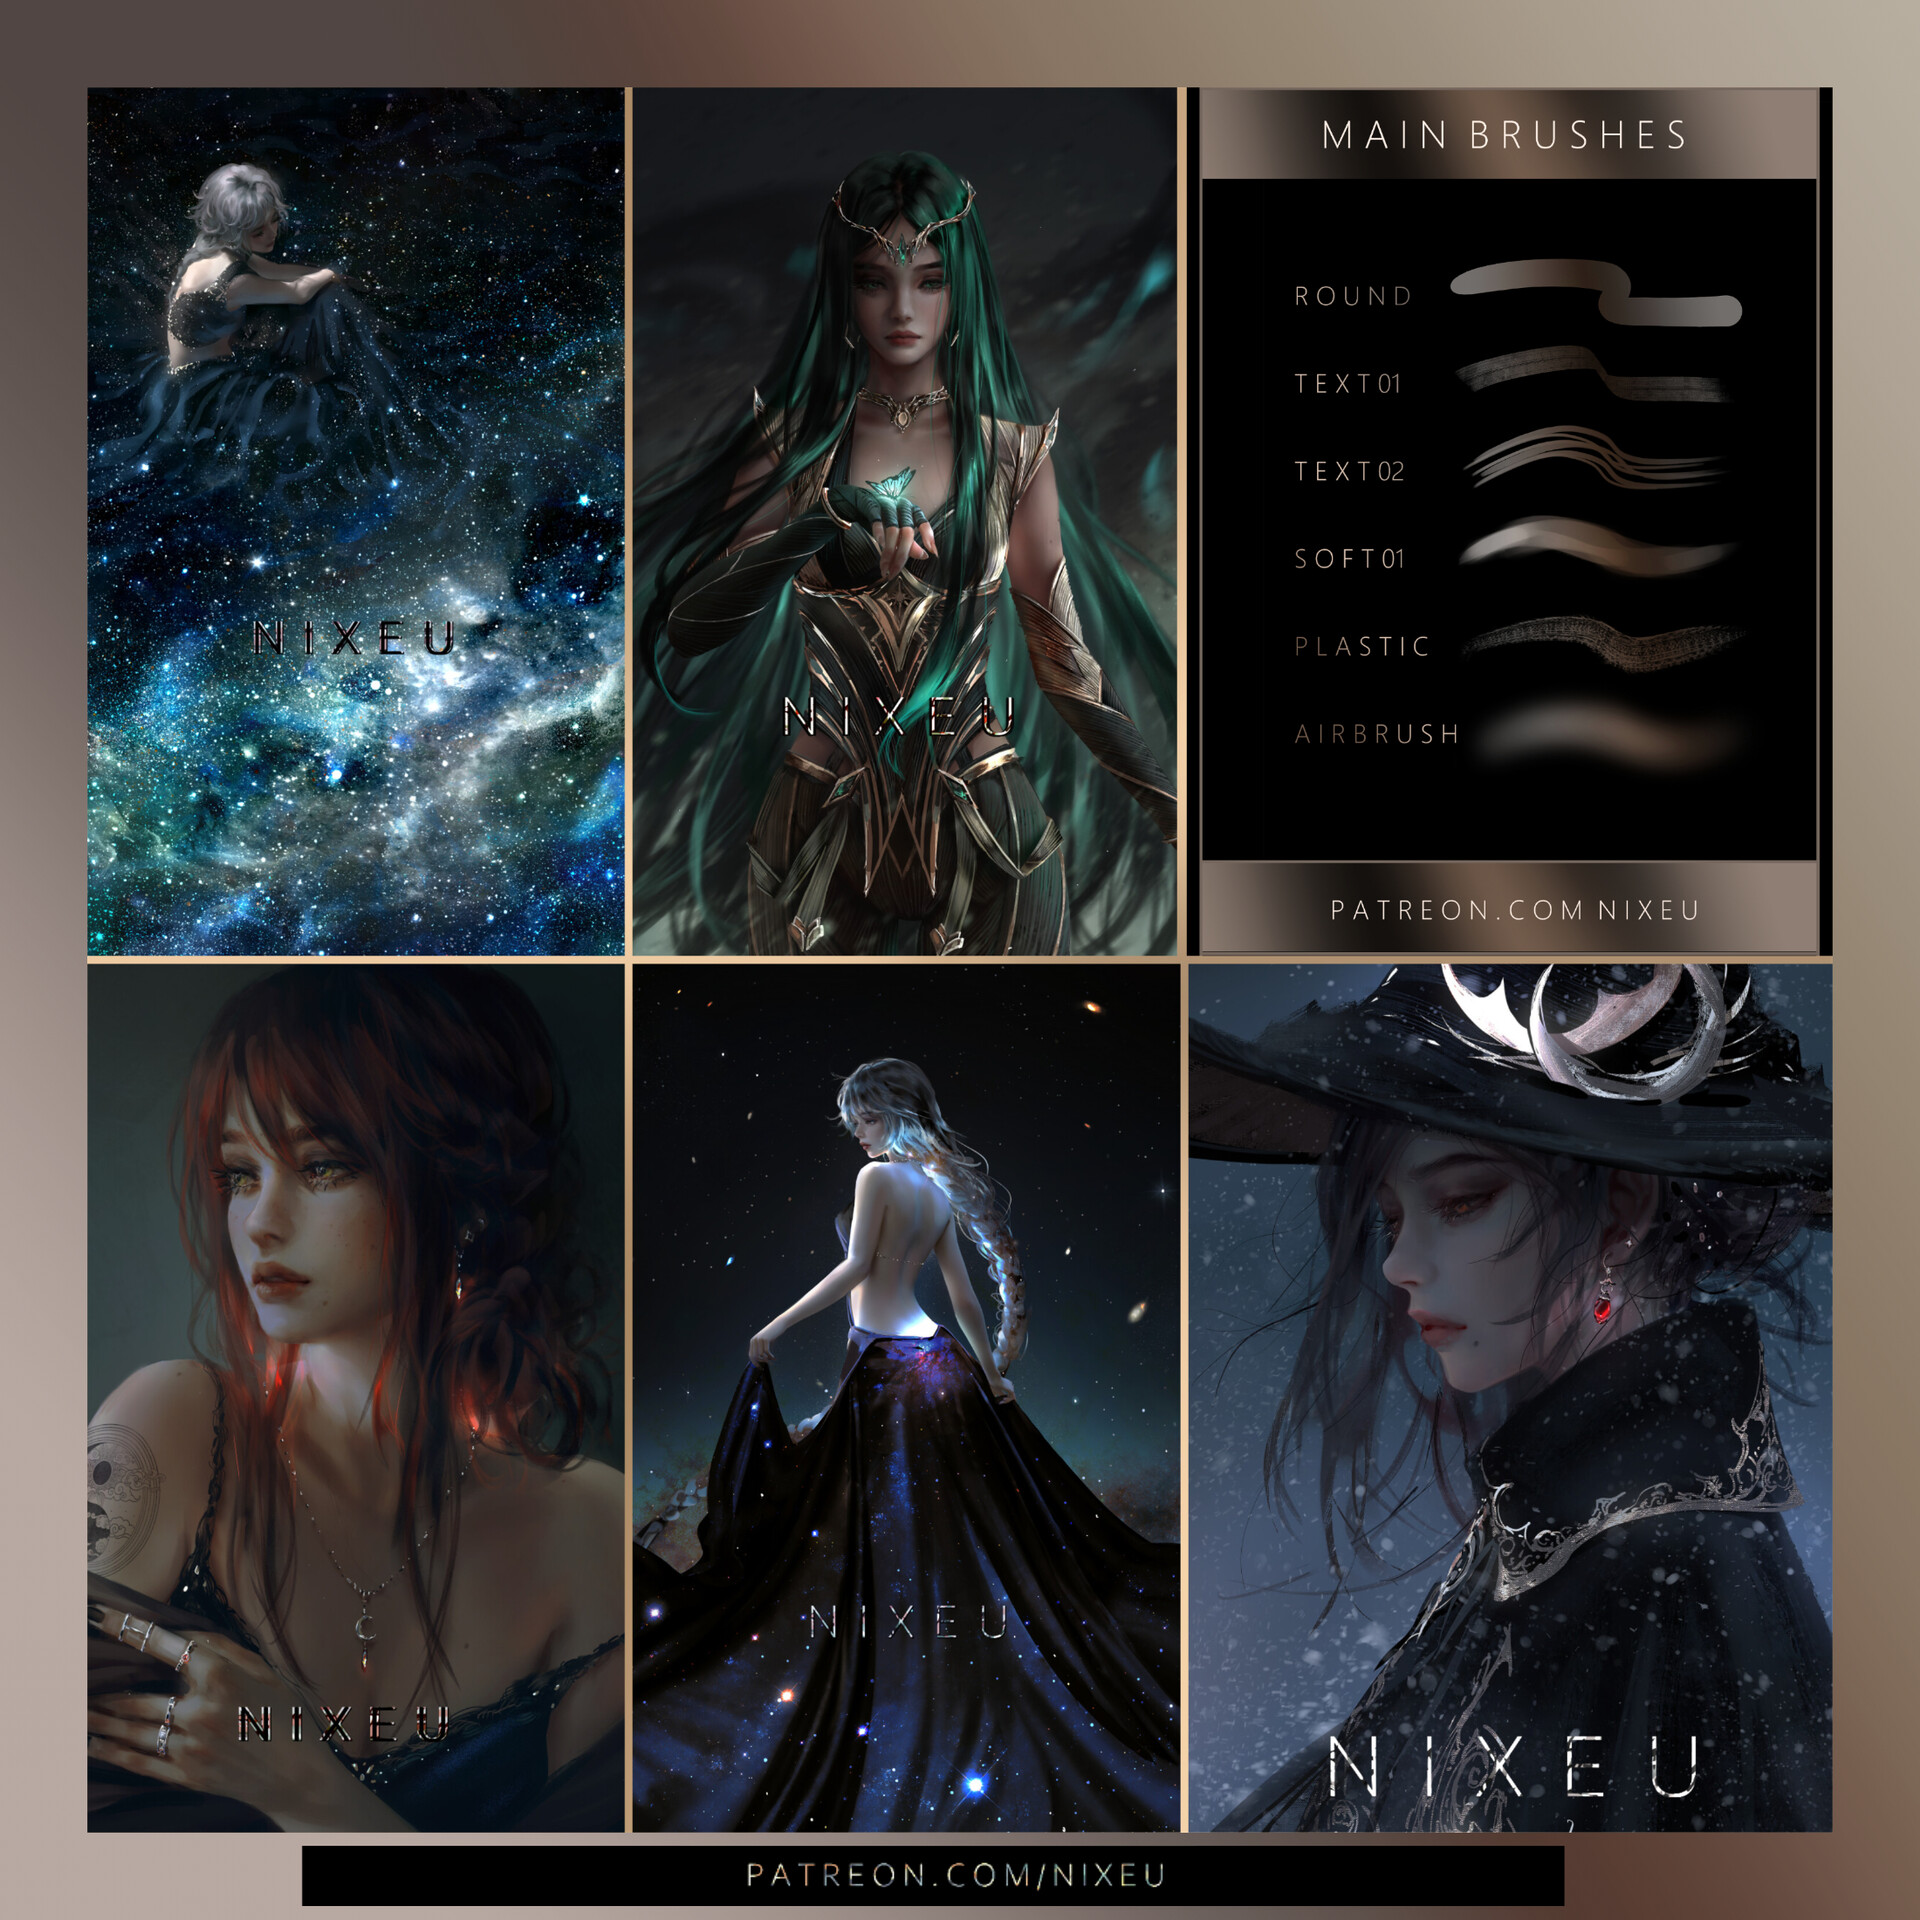 NIXEU
NIXEU
MAIN BRUSHES
ROUND
TEXT01
TEXT02
SOFT01
PLASTIC
AIRBRUSH
PATREON.COM NIXEU
NIXEU
NIXEU
NIXEU
PATREON.COM/NIXEU